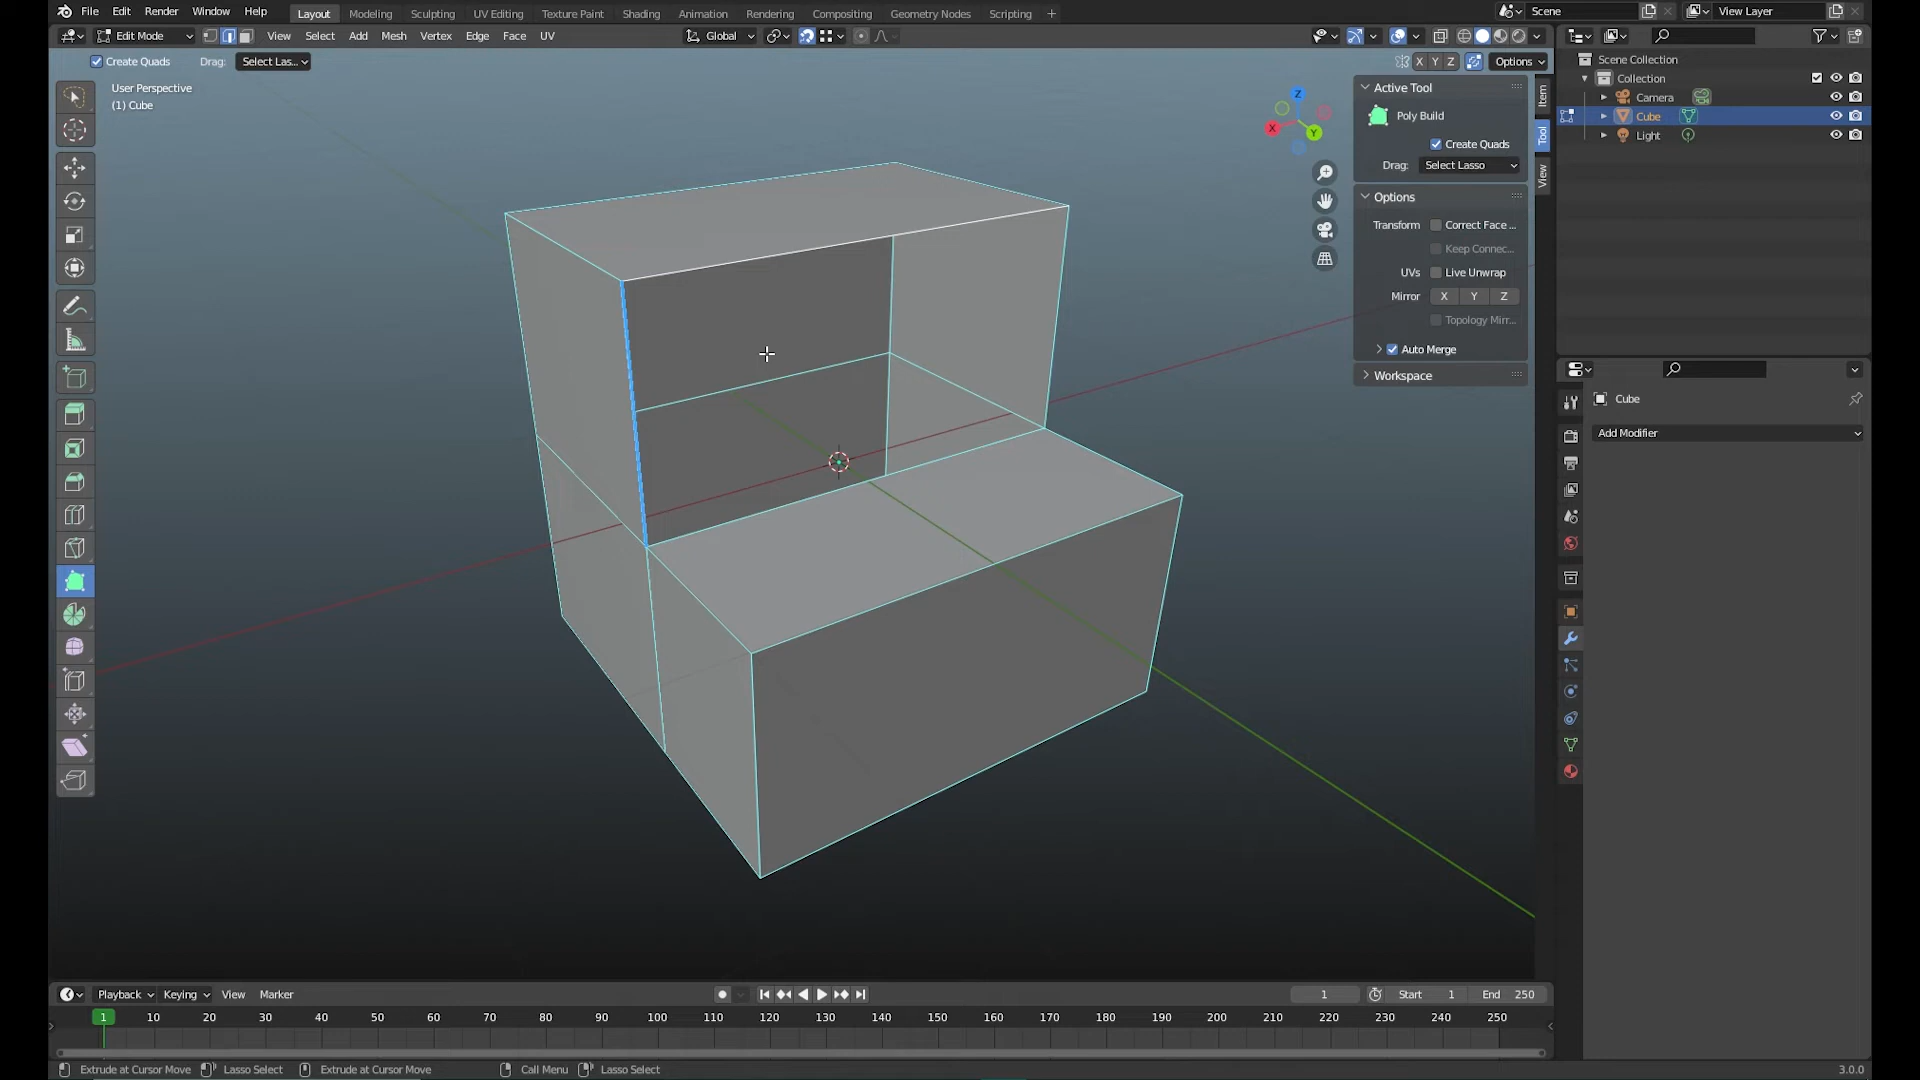 File Edit Render Window Help Layout Modeling Sculpting UV Editing Texture Paint Shading Animation Rendering Compositing Geometry Nodes Scripting + Scene View Layer
Edit Mode View Select Add Mesh Vertex Edge Face UV Global
Create Quads Drag: Select Las... X Y Z Options
User Perspective
(1) Cube
Z
X
Y
Active Tool
Poly Build
Create Quads
Drag: Select Lasso
Options
Transform Correct Face ...
Keep Connec...
UVs Live Unwrap
Mirror X Y Z
Topology Mirr...
Auto Merge
Workspace
Item
Tool
View
Scene Collection
Collection
Camera
Cube
Light
Cube
Add Modifier
Playback Keying View Marker 1 Start 1 End 250
1 10 20 30 40 50 60 70 80 90 100 110 120 130 140 150 160 170 180 190 200 210 220 230 240 250
Extrude at Cursor Move Lasso Select Extrude at Cursor Move Call Menu Lasso Select 3.0.0